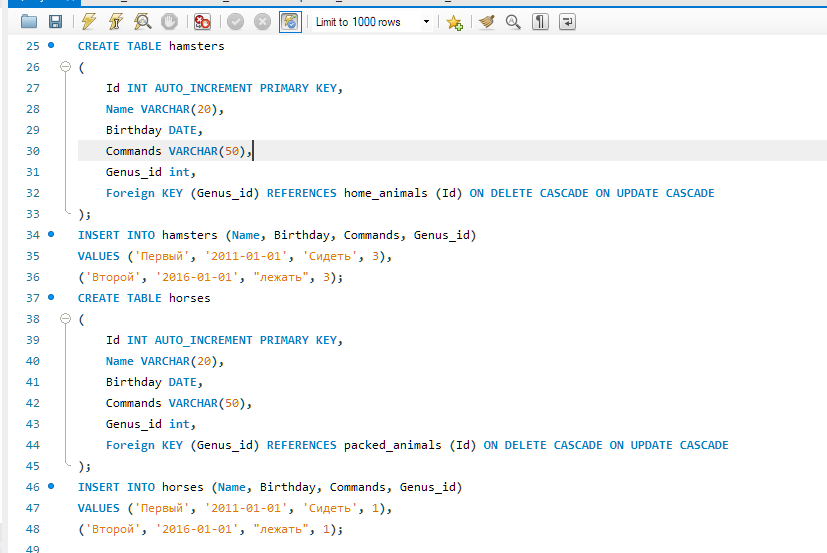 Limit to 1000 rows
25 CREATE TABLE hamsters
26 (
27 Id INT AUTO_INCREMENT PRIMARY KEY,
28 Name VARCHAR(20),
29 Birthday DATE,
30 Commands VARCHAR(50),
31 Genus_id int,
32 Foreign KEY (Genus_id) REFERENCES home_animals (Id) ON DELETE CASCADE ON UPDATE CASCADE
33 );
34 INSERT INTO hamsters (Name, Birthday, Commands, Genus_id)
35 VALUES ('Первый', '2011-01-01', 'Сидеть', 3),
36 ('Второй', '2016-01-01', "лежать", 3);
37 CREATE TABLE horses
38 (
39 Id INT AUTO_INCREMENT PRIMARY KEY,
40 Name VARCHAR(20),
41 Birthday DATE,
42 Commands VARCHAR(50),
43 Genus_id int,
44 Foreign KEY (Genus_id) REFERENCES packed_animals (Id) ON DELETE CASCADE ON UPDATE CASCADE
45 );
46 INSERT INTO horses (Name, Birthday, Commands, Genus_id)
47 VALUES ('Первый', '2011-01-01', 'Сидеть', 1),
48 ('Второй', '2016-01-01', "лежать", 1);
49